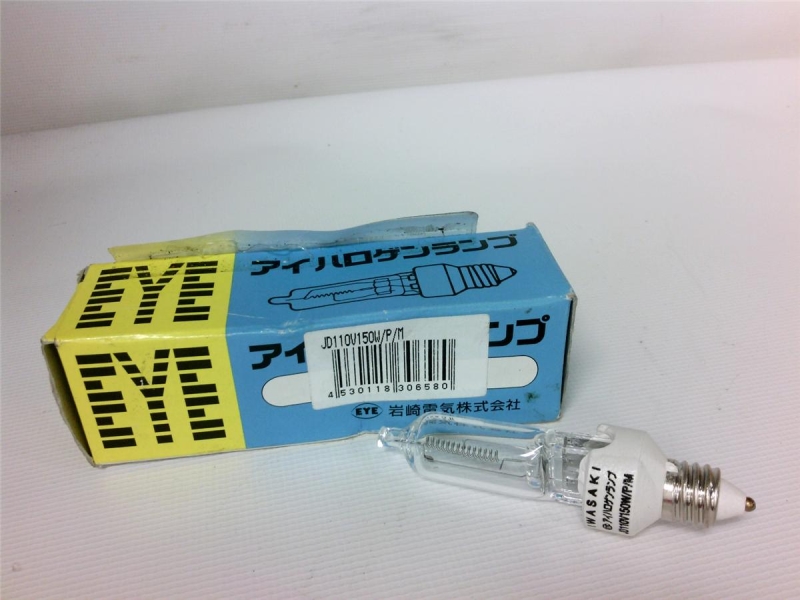 EYE
アイハロゲンランプ
EYE
アイ
ンプ
JD110V150W/P/M
4 530118 306580
EYE 岩崎電気株式会社
IWASAKI
アイハロゲンランプ
JD110V150W/P/M